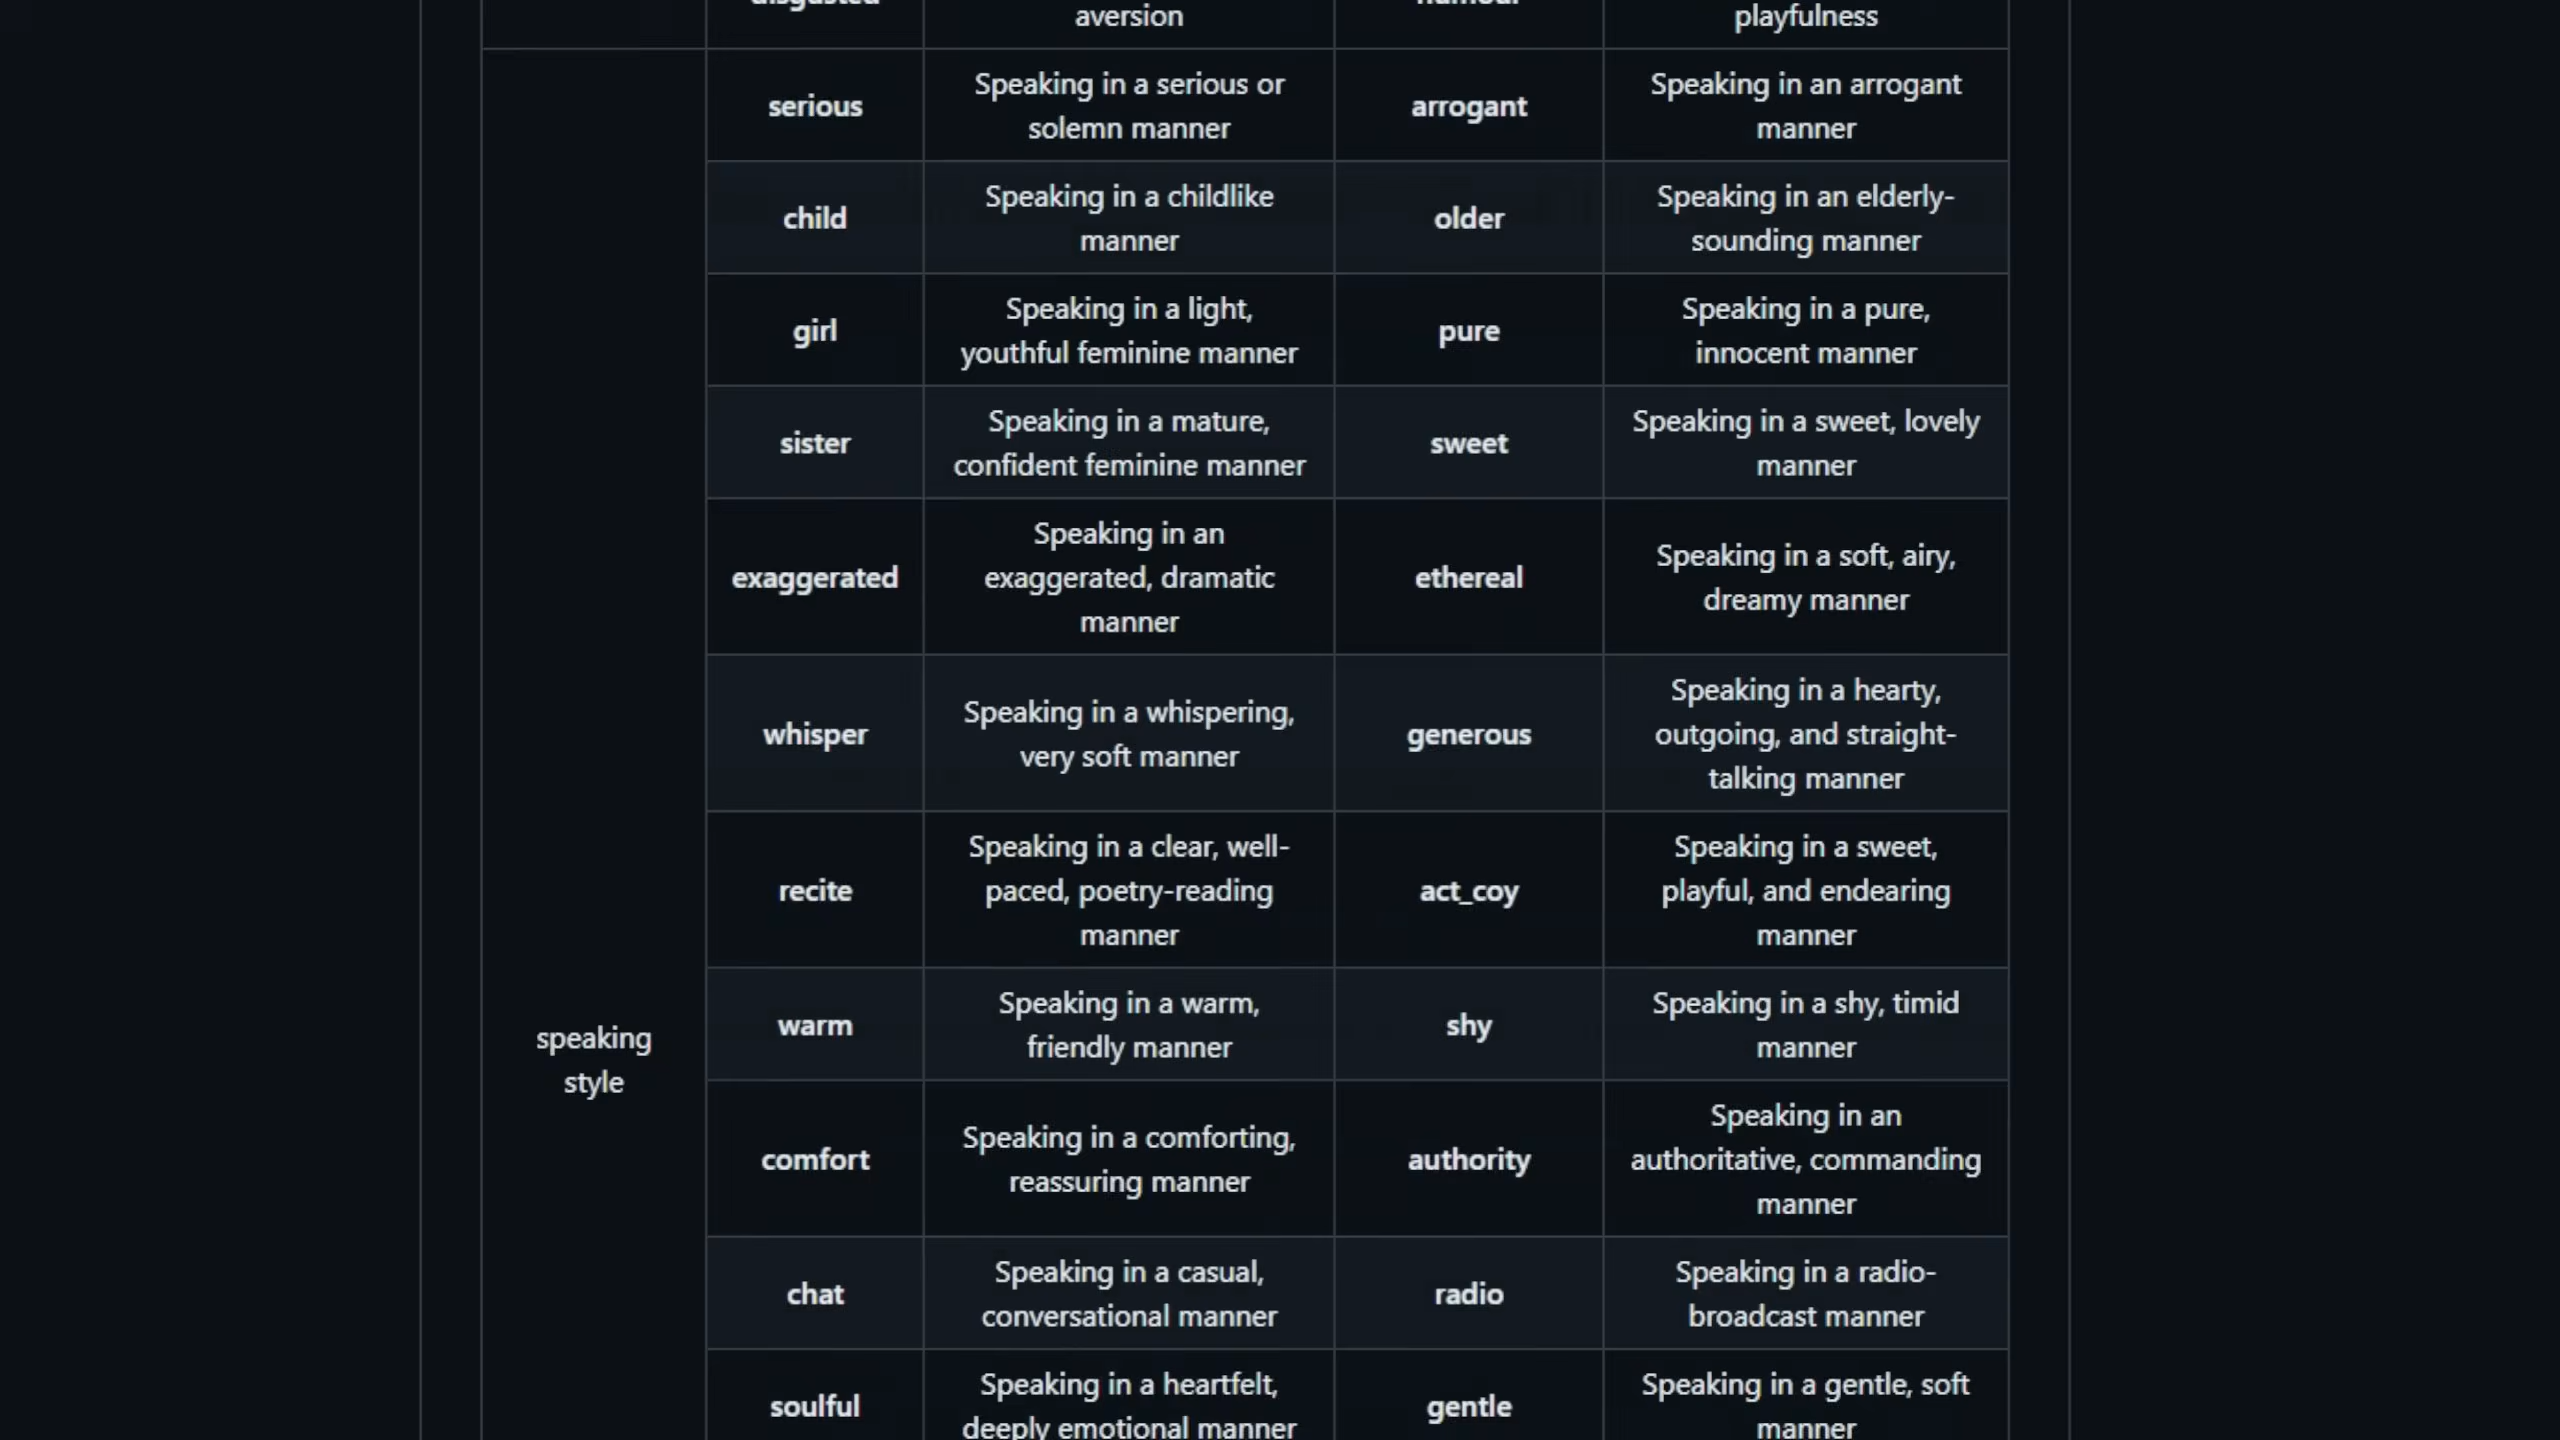 disgusted
aversion
humour
playfulness
serious
Speaking in a serious or
solemn manner
arrogant
Speaking in an arrogant
manner
child
Speaking in a childlike
manner
older
Speaking in an elderly-
sounding manner
girl
Speaking in a light,
youthful feminine manner
pure
Speaking in a pure,
innocent manner
sister
Speaking in a mature,
confident feminine manner
sweet
Speaking in a sweet, lovely
manner
exaggerated
Speaking in an
exaggerated, dramatic
manner
ethereal
Speaking in a soft, airy,
dreamy manner
whisper
Speaking in a whispering,
very soft manner
generous
Speaking in a hearty,
outgoing, and straight-
talking manner
recite
Speaking in a clear, well-
paced, poetry-reading
manner
act_coy
Speaking in a sweet,
playful, and endearing
manner
speaking
style
warm
Speaking in a warm,
friendly manner
shy
Speaking in a shy, timid
manner
comfort
Speaking in a comforting,
reassuring manner
authority
Speaking in an
authoritative, commanding
manner
chat
Speaking in a casual,
conversational manner
radio
Speaking in a radio-
broadcast manner
soulful
Speaking in a heartfelt,
deeply emotional manner
gentle
Speaking in a gentle, soft
manner